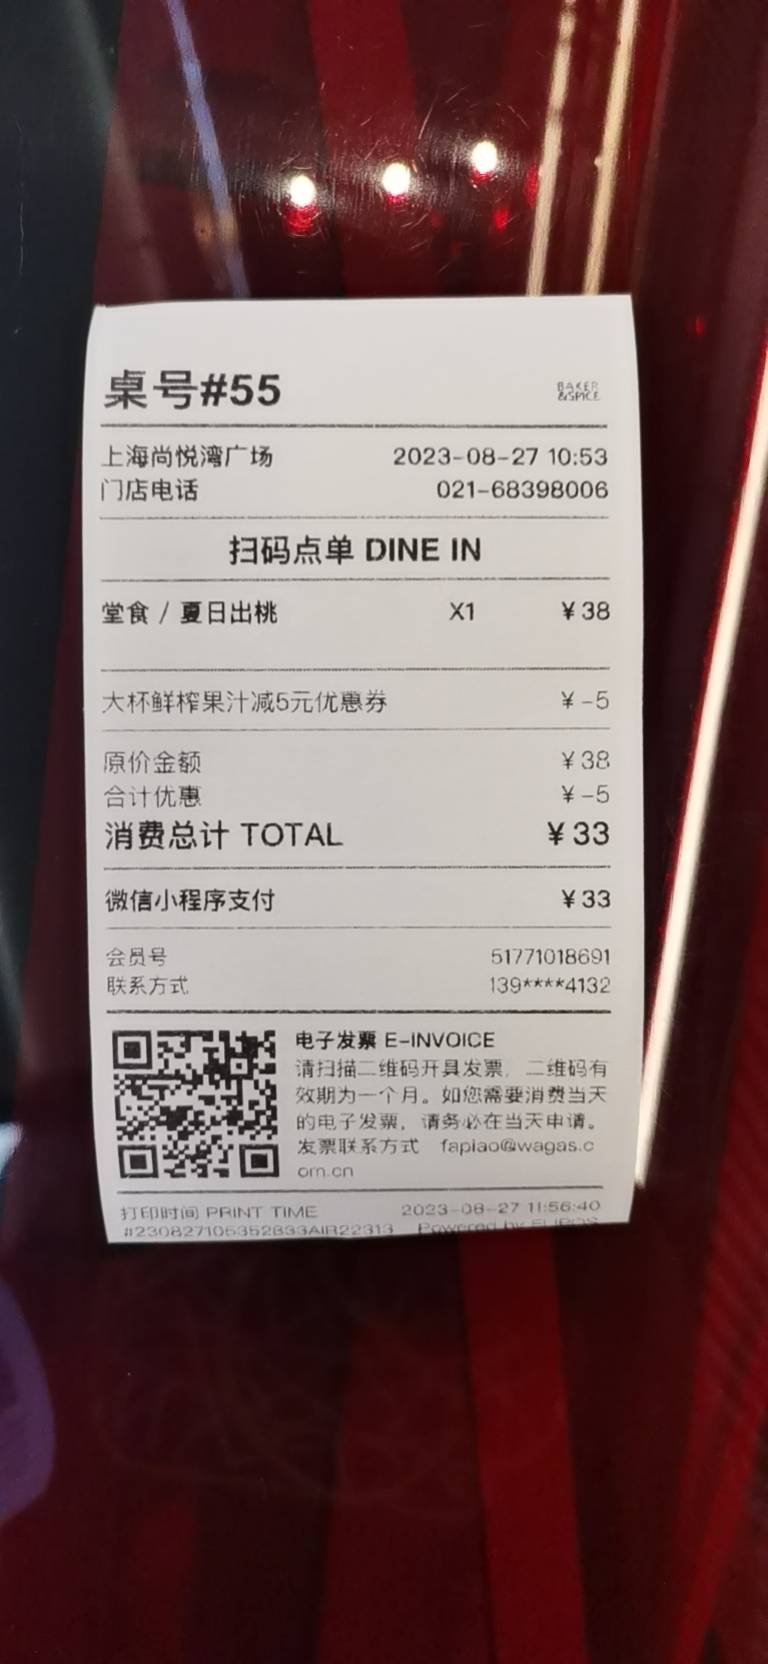 桌号#55
BAKER
&SPICE
上海尚悦湾广场 2023-08-27 10:53
门店电话 021-68398006
扫码点单 DINE IN
堂食 / 夏日出桃 X1 ¥38
大杯鲜榨果汁减5元优惠券 ¥-5
原价金额 ¥38
合计优惠 ¥-5
消费总计 TOTAL ¥33
微信小程序支付 ¥33
会员号 51771018691
联系方式 139****4132
电子发票 E-INVOICE
请扫描二维码开具发票，二维码有
效期为一个月。如您需要消费当天
的电子发票，请务必在当天申请。
发票联系方式 fapiao@wagas.c
om.cn
打印时间 PRINT TIME 2023-08-27 11:56:40
#230827105352833AIR22313 Powered by